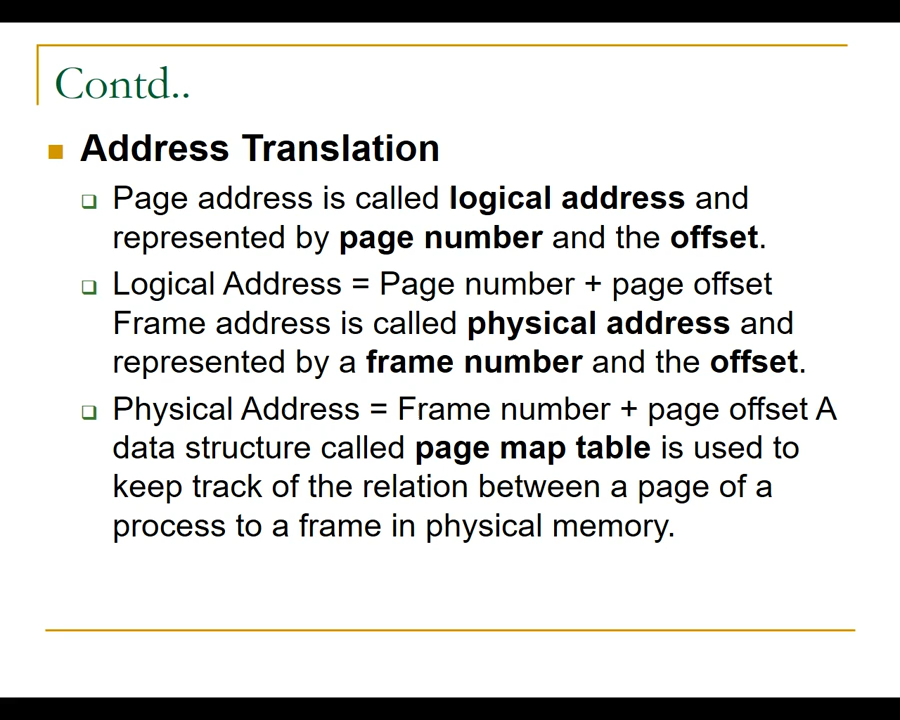 Contd..
Address Translation
Page address is called logical address and
represented by page number and the offset.
Logical Address = Page number + page offset
Frame address is called physical address and
represented by a frame number and the offset.
Physical Address = Frame number + page offset A
data structure called page map table is used to
keep track of the relation between a page of a
process to a frame in physical memory.